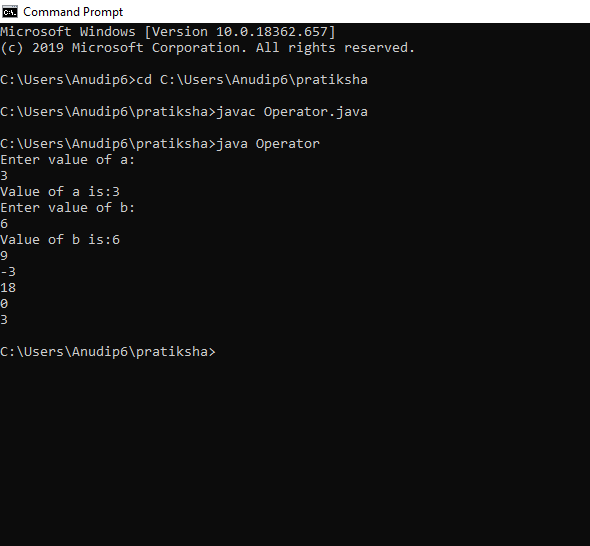 Command Prompt
Microsoft Windows [Version 10.0.18362.657]
(c) 2019 Microsoft Corporation. All rights reserved.
C:\Users\Anudip6>cd C:\Users\Anudip6\pratiksha
C:\Users\Anudip6\pratiksha>javac Operator.java
C:\Users\Anudip6\pratiksha>java Operator
Enter value of a:
3
Value of a is:3
Enter value of b:
6
Value of b is:6
9
-3
18
0
3
C:\Users\Anudip6\pratiksha>